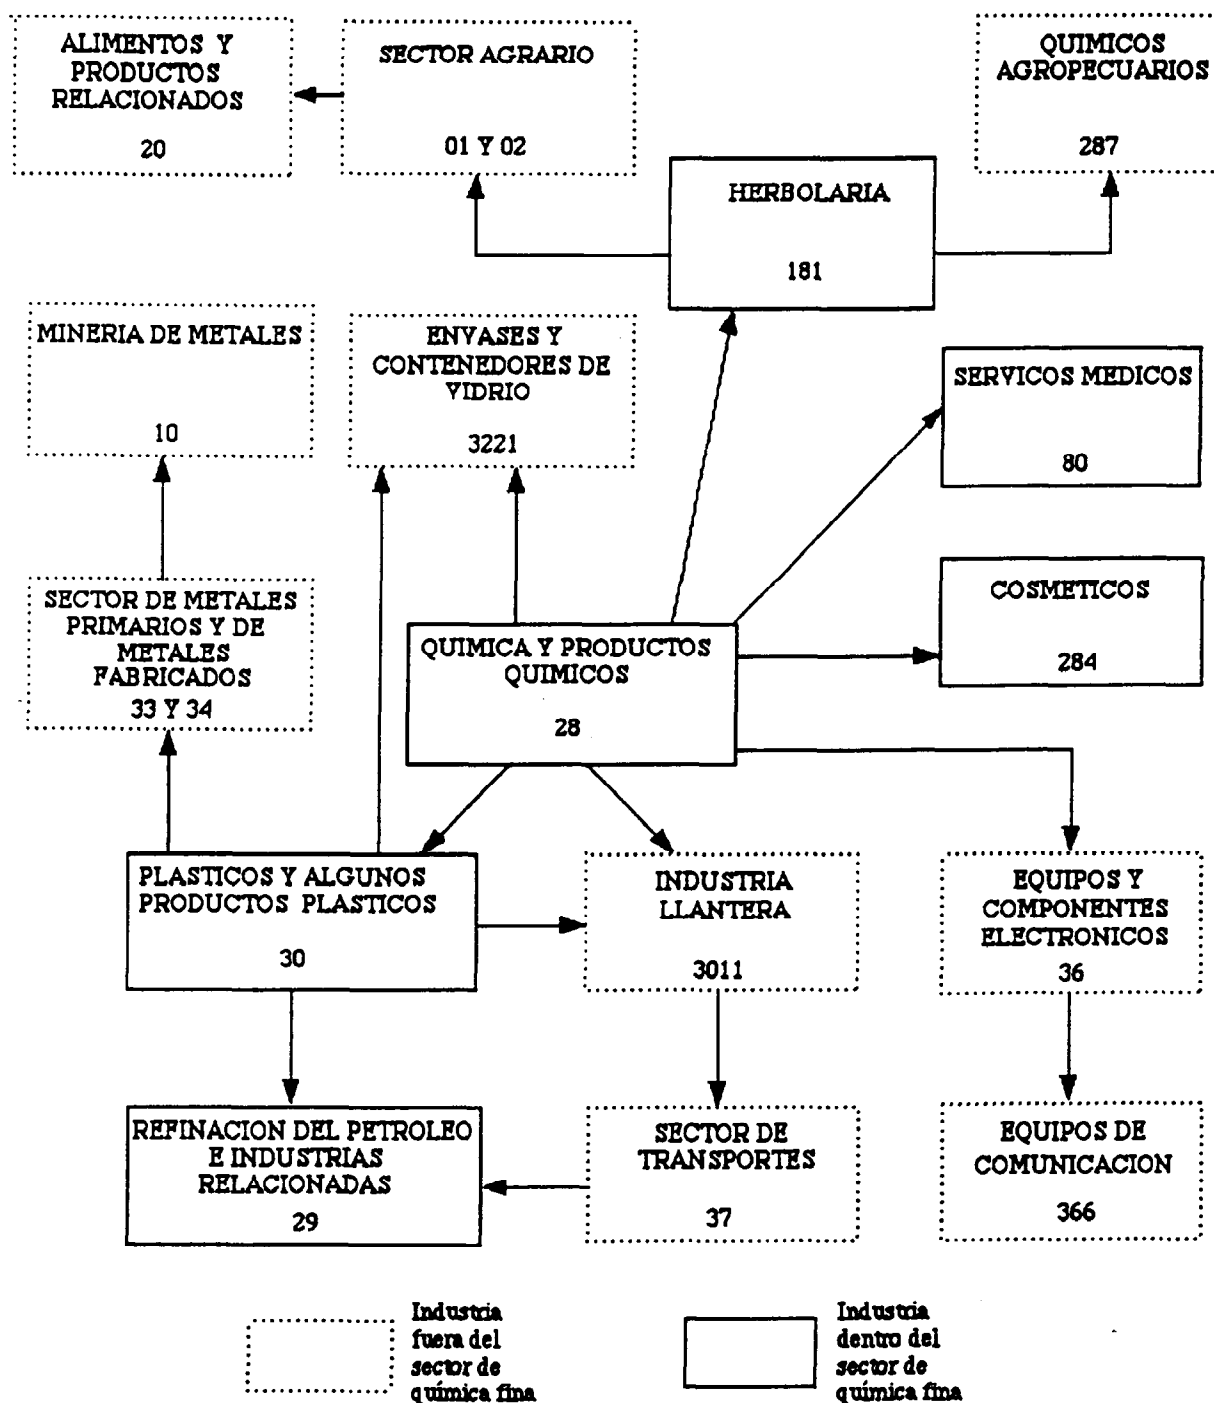 ALIMENTOS Y
PRODUCTOS
RELACIONADOS
20
SECTOR AGRARIO
01 Y 02
QUIMICOS
AGROPECUARIOS
287
HERBOLARIA
181
MINERIA DE METALES
10
ENVASES Y
CONTENEDORES DE
VIDRIO
3221
SERVICOS MEDICOS
80
SECTOR DE METALES
PRIMARIOS Y DE
METALES
FABRICADOS
33 Y 34
QUIMICA Y PRODUCTOS
QUIMICOS
28
COSMETICOS
284
PLASTICOS Y ALGUNOS
PRODUCTOS PLASTICOS
30
INDUSTRIA
LLANTERA
3011
EQUIPOS Y
COMPONENTES
ELECTRONICOS
36
REFINACION DEL PETROLEO
E INDUSTRIAS
RELACIONADAS
29
SECTOR DE
TRANSPORTES
37
EQUIPOS DE
COMUNICACION
366
Industria
fuera del
sector de
química fina
Industria
dentro del
sector de
química fina